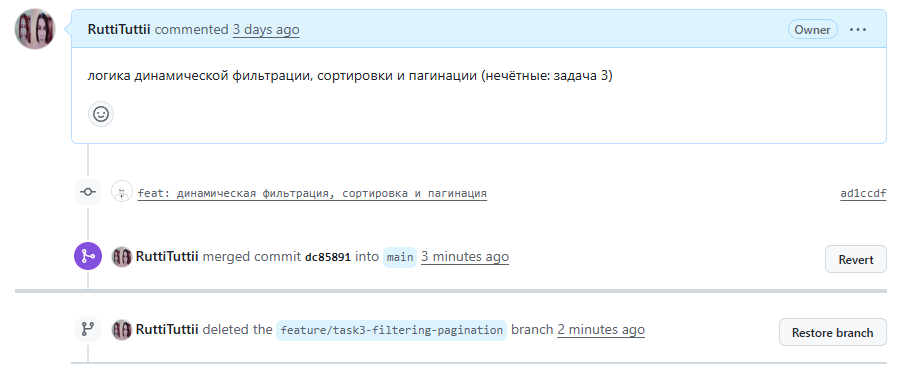 RuttiTuttii commented 3 days ago Owner ...
логика динамической фильтрации, сортировки и пагинации (нечётные: задача 3)
feat: динамическая фильтрация, сортировка и пагинация ad1ccdf
RuttiTuttii merged commit dc85891 into main 3 minutes ago Revert
RuttiTuttii deleted the feature/task3-filtering-pagination branch 2 minutes ago Restore branch